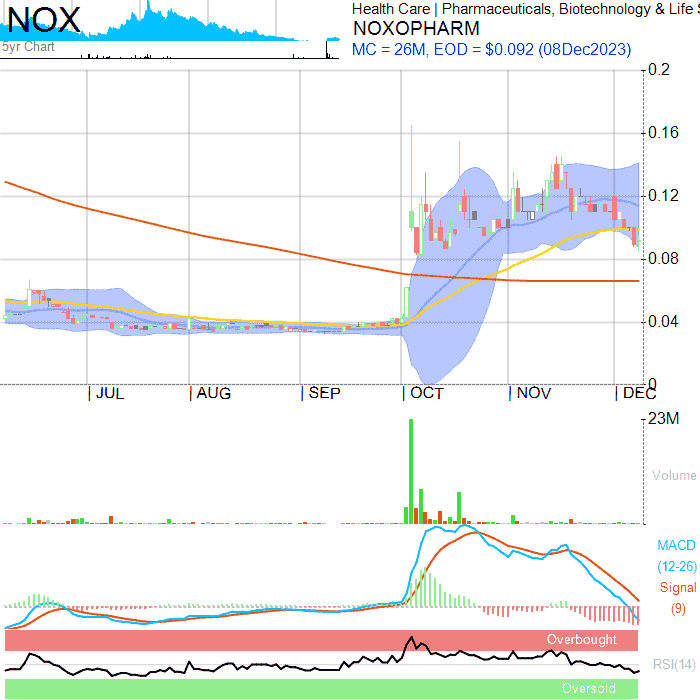 NOX
5yr Chart
Health Care | Pharmaceuticals, Biotechnology & Life S
NOXOPHARM
MC = 26M, EOD = $0.092 (08Dec2023)
0.2
0.16
0.12
0.08
0.04
0
| JUL | AUG | SEP | OCT | NOV | DEC
23M
Volume
MACD
(12-26)
Signal
(9)
Overbought
RSI(14)
Oversold